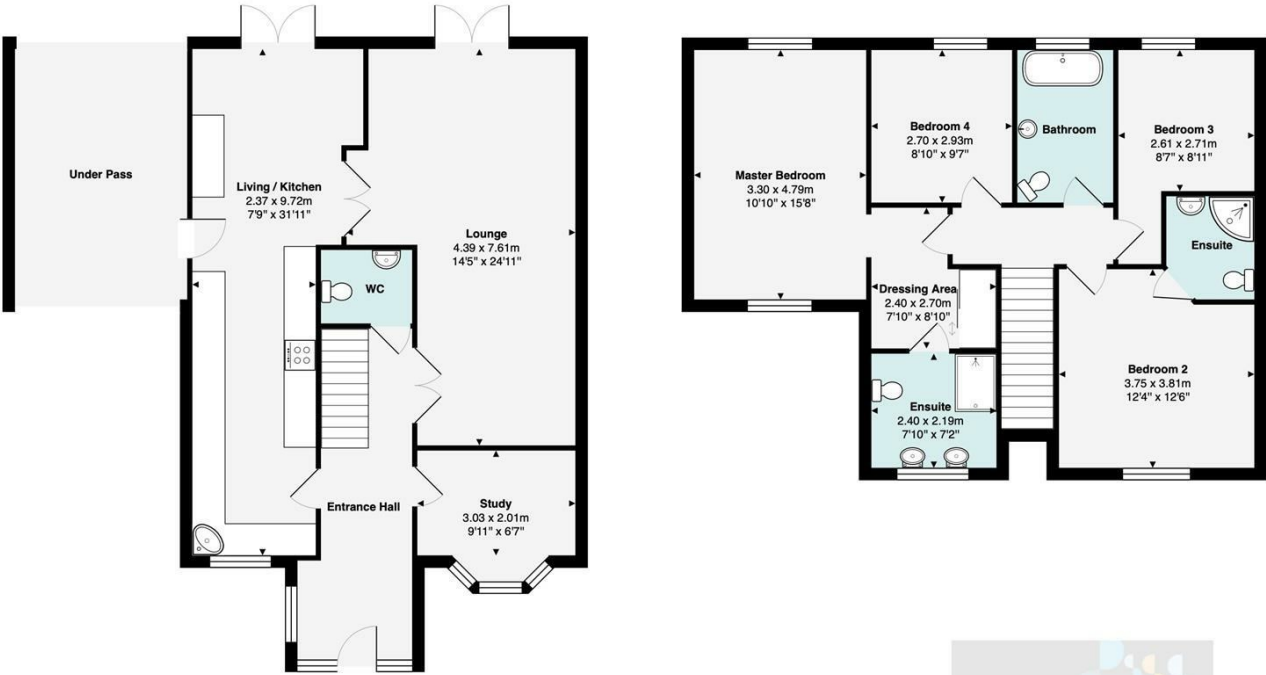 Under Pass
Living / Kitchen
2.37 x 9.72m
7'9" x 31'11"
Lounge
4.39 x 7.61m
14'5" x 24'11"
WC
Entrance Hall
Study
3.03 x 2.01m
9'11" x 6'7"
Master Bedroom
3.30 x 4.79m
10'10" x 15'8"
Bedroom 4
2.70 x 2.93m
8'10" x 9'7"
Bathroom
Bedroom 3
2.61 x 2.71m
8'7" x 8'11"
Ensuite
Dressing Area
2.40 x 2.70m
7'10" x 8'10"
Bedroom 2
3.75 x 3.81m
12'4" x 12'6"
Ensuite
2.40 x 2.19m
7'10" x 7'2"